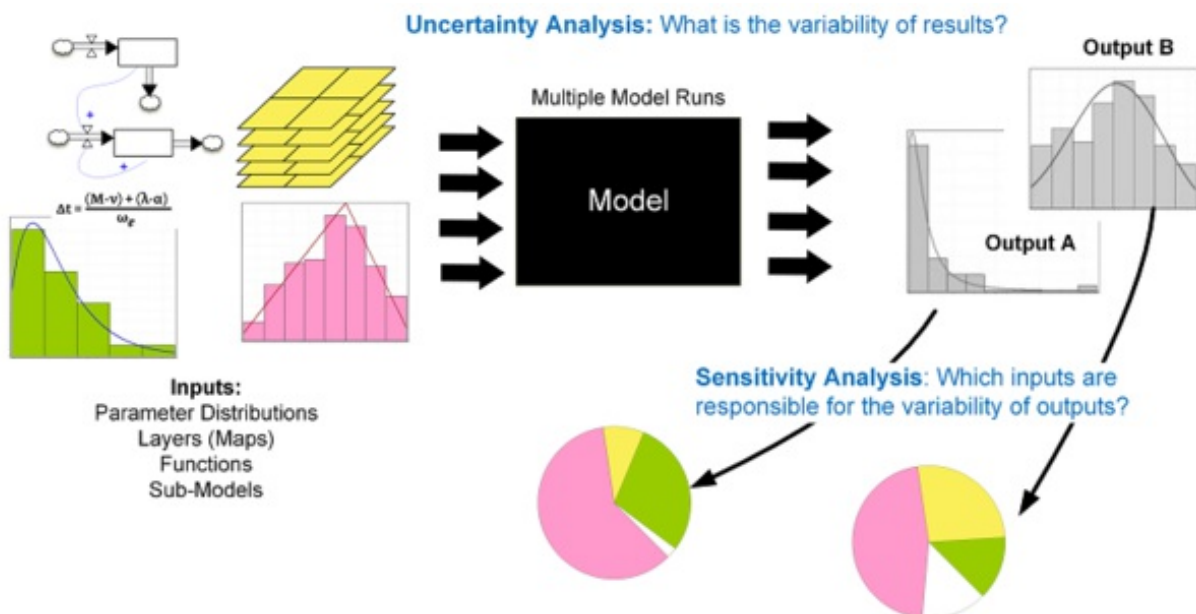 Uncertainty Analysis: What is the variability of results?
Output B
Multiple Model Runs
+
+
Model
Δt = (M·v) + (λ·α)
ω_ε
Output A
Inputs:
Parameter Distributions
Layers (Maps)
Functions
Sub-Models
Sensitivity Analysis: Which inputs are
responsible for the variability of outputs?